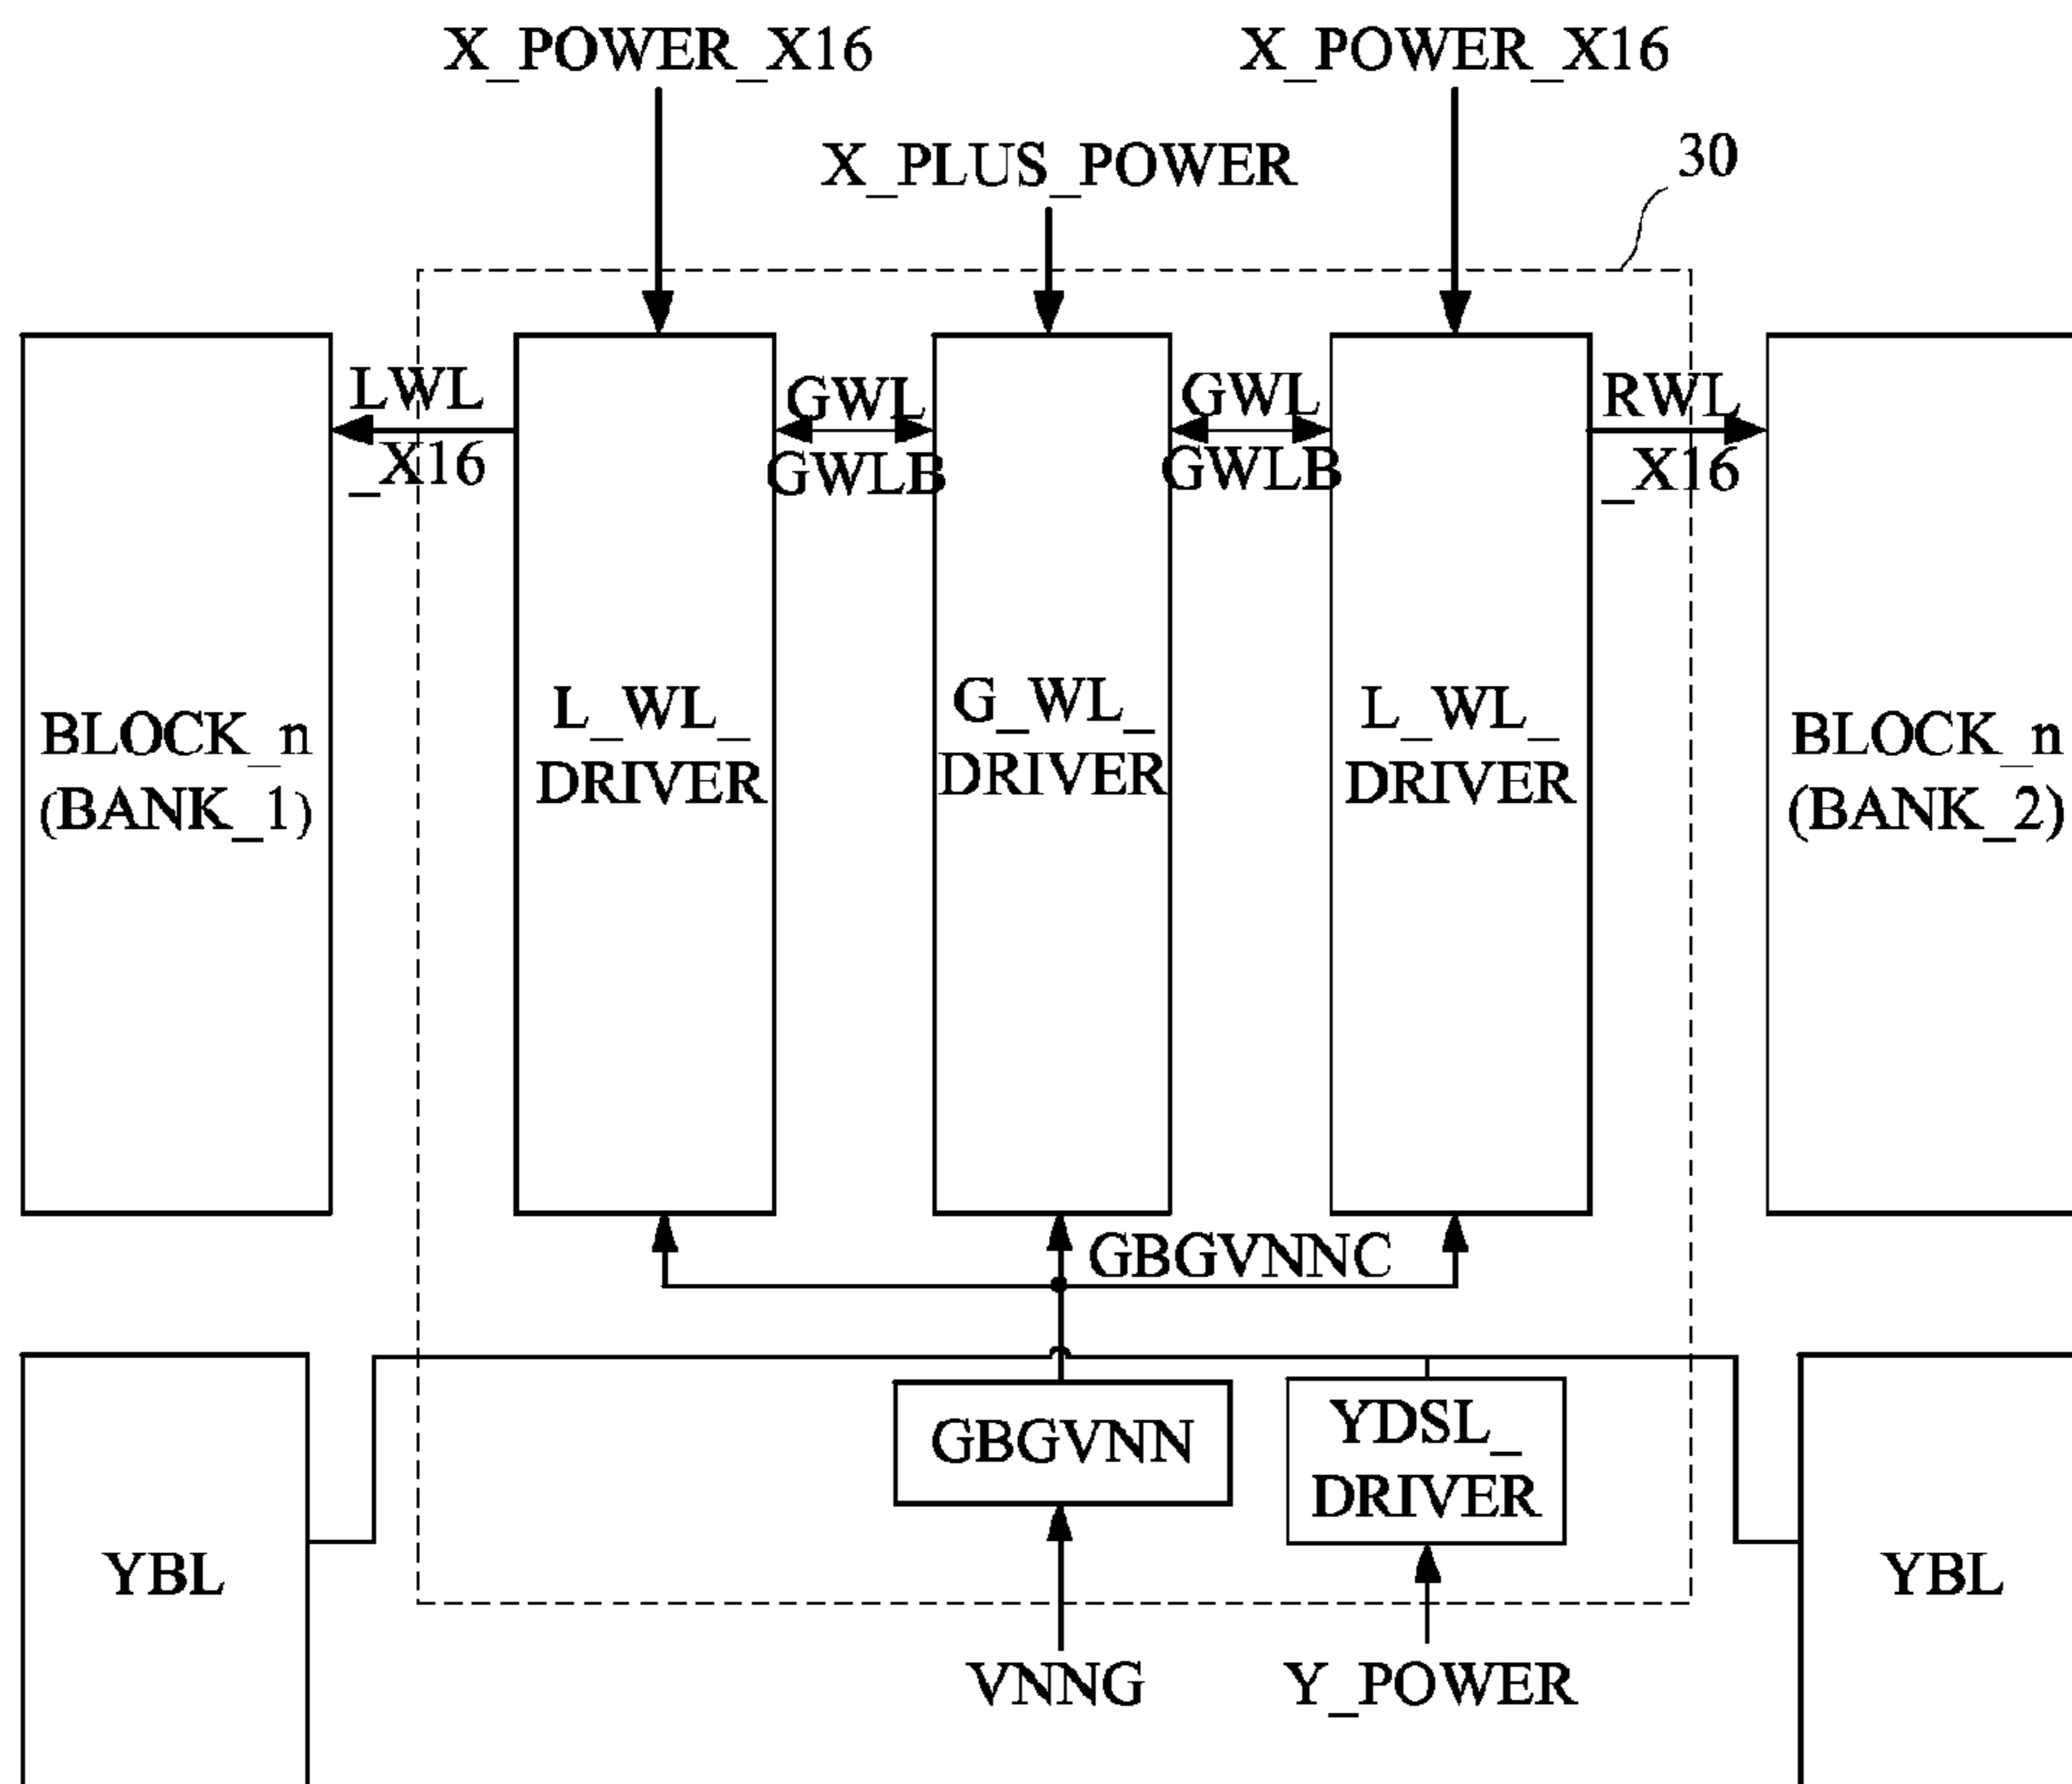 X_POWER_X16
X_POWER_X16
X_PLUS_POWER
30
LWL
_X16
GWL
GWLB
GWL
GWLB
RWL
_X16
BLOCK_n
(BANK_1)
L_WL_
DRIVER
G_WL_
DRIVER
L_WL_
DRIVER
BLOCK_n
(BANK_2)
GBGVNNC
GBGVNN
YDSL_
DRIVER
YBL
YBL
VNNG
Y_POWER